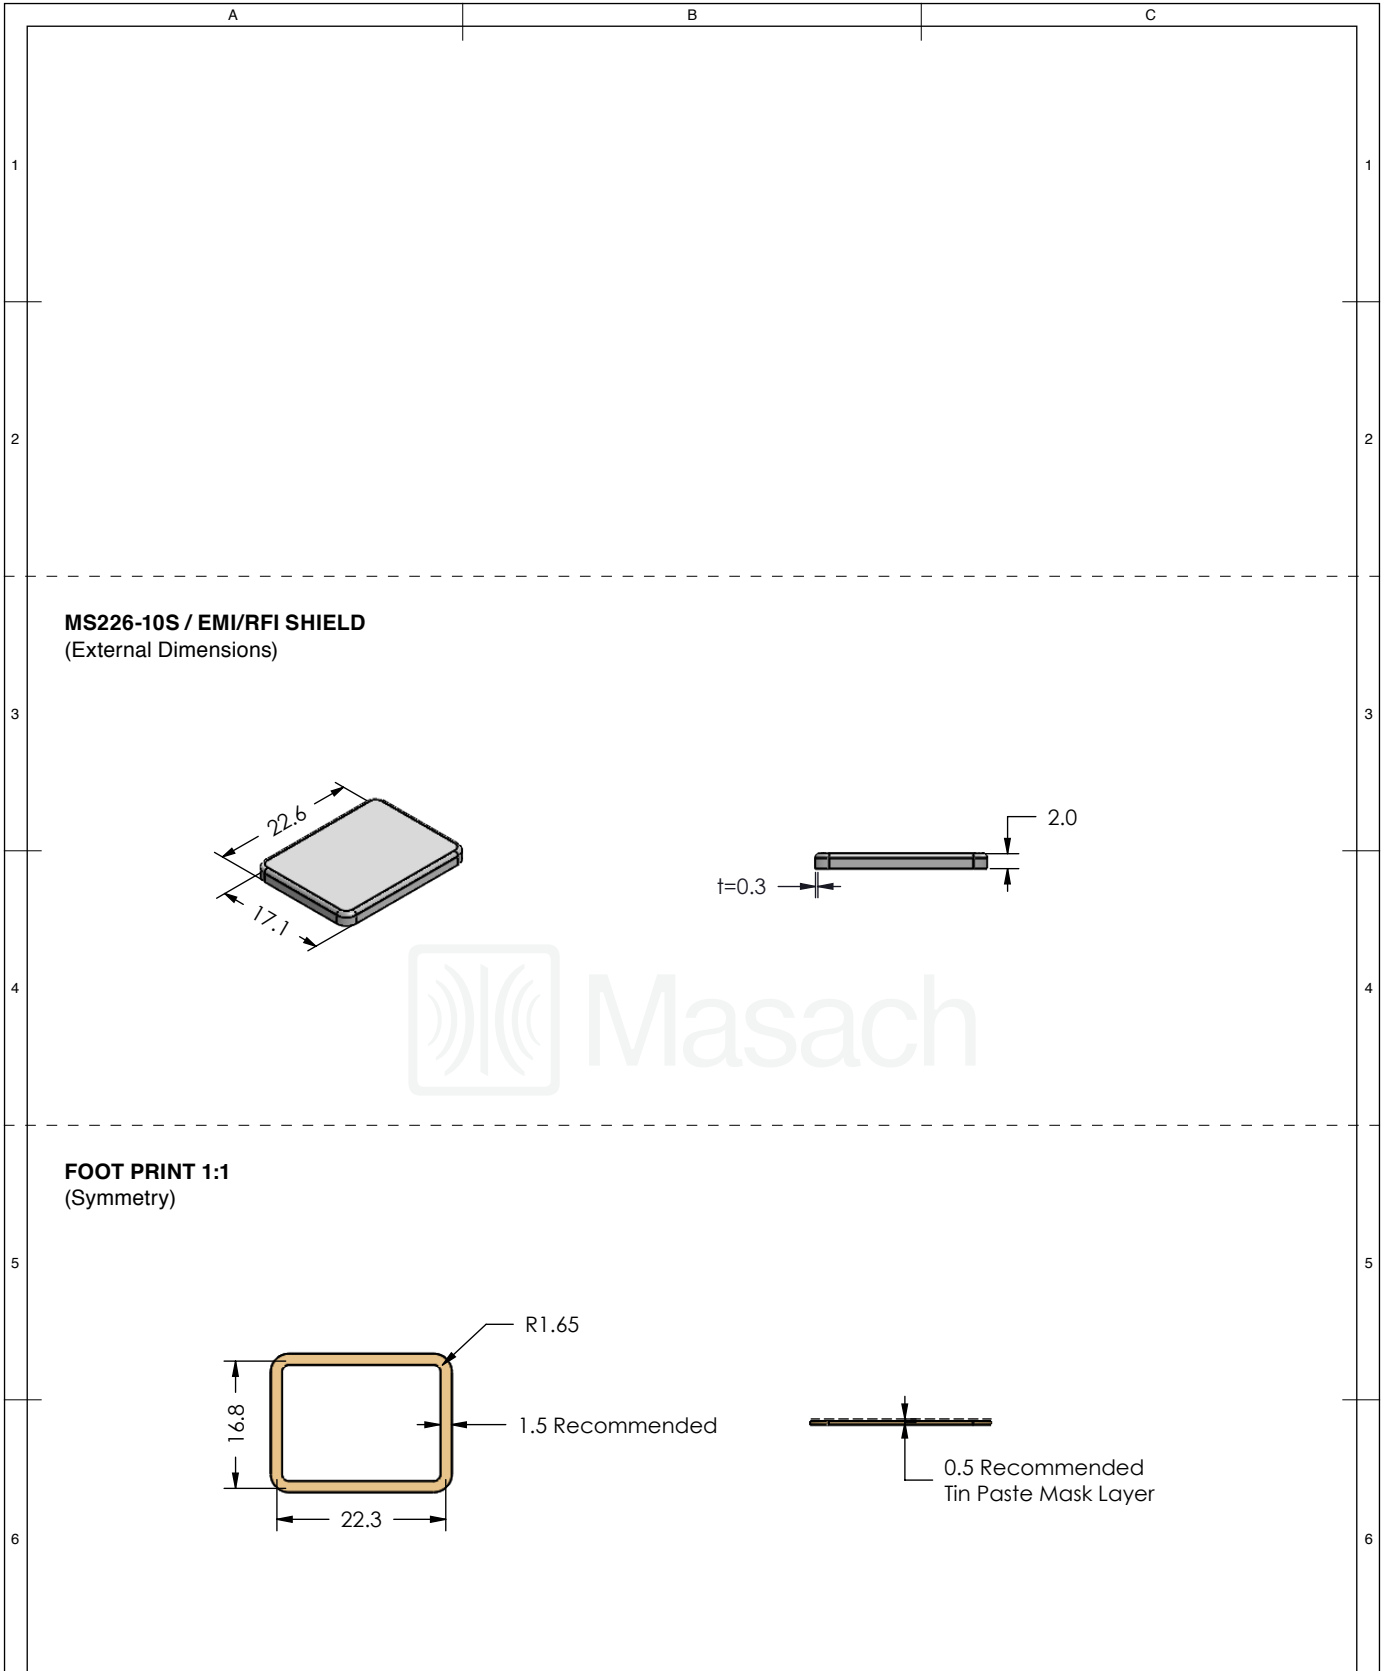 A B C
1 1
2 2
MS226-10S / EMI/RFI SHIELD
(External Dimensions)
3 3
22.6
2.0
t=0.3
17.1
4 4
Masach
FOOT PRINT 1:1
(Symmetry)
5 5
R1.65
16.8
1.5 Recommended
0.5 Recommended
Tin Paste Mask Layer
22.3
6 6